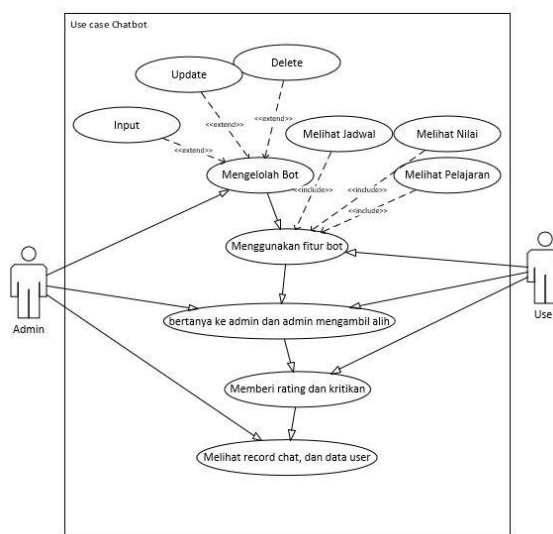 Use case Chatbot
Delete
Update
<<extend>>
<<extend>>
Input
<<extend>>
Melihat Jadwal
Melihat Nilai
Mengelolah Bot
Melihat Pelajaran
<<include>>
<<include>>
<<include>>
Menggunakan fitur bot
Admin
Use
bertanya ke admin dan admin mengambil alih
Memberi rating dan kritikan
Melihat record chat, dan data user